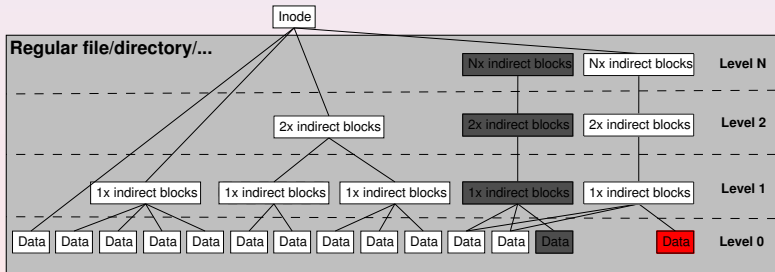 Inode
Regular file/directory/...
Nx indirect blocks Nx indirect blocks Level N
2x indirect blocks 2x indirect blocks 2x indirect blocks Level 2
1x indirect blocks 1x indirect blocks 1x indirect blocks 1x indirect blocks 1x indirect blocks Level 1
Data Data Data Data Data Data Data Data Data Data Data Data Data Data Level 0